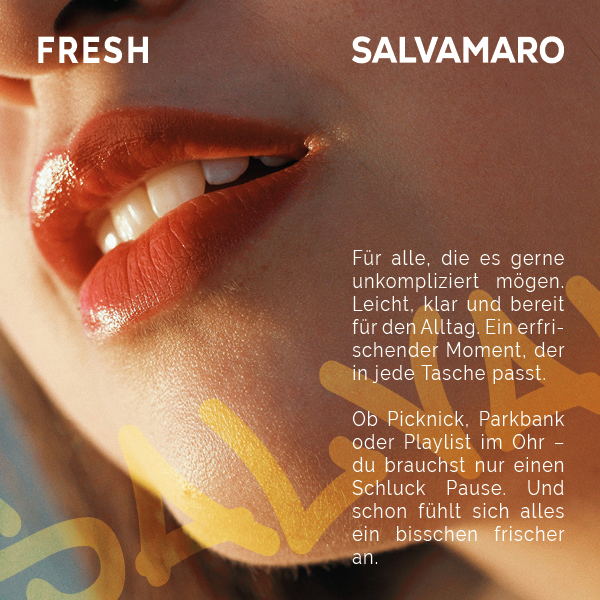 FRESH
SALVAMARO
Für alle, die es gerne
unkompliziert mögen.
Leicht, klar und bereit
für den Alltag. Ein erfri-
schender Moment, der
in jede Tasche passt.
Ob Picknick, Parkbank
oder Playlist im Ohr –
du brauchst nur einen
Schluck Pause. Und
schon fühlt sich alles
ein bisschen frischer
an.
SALVA